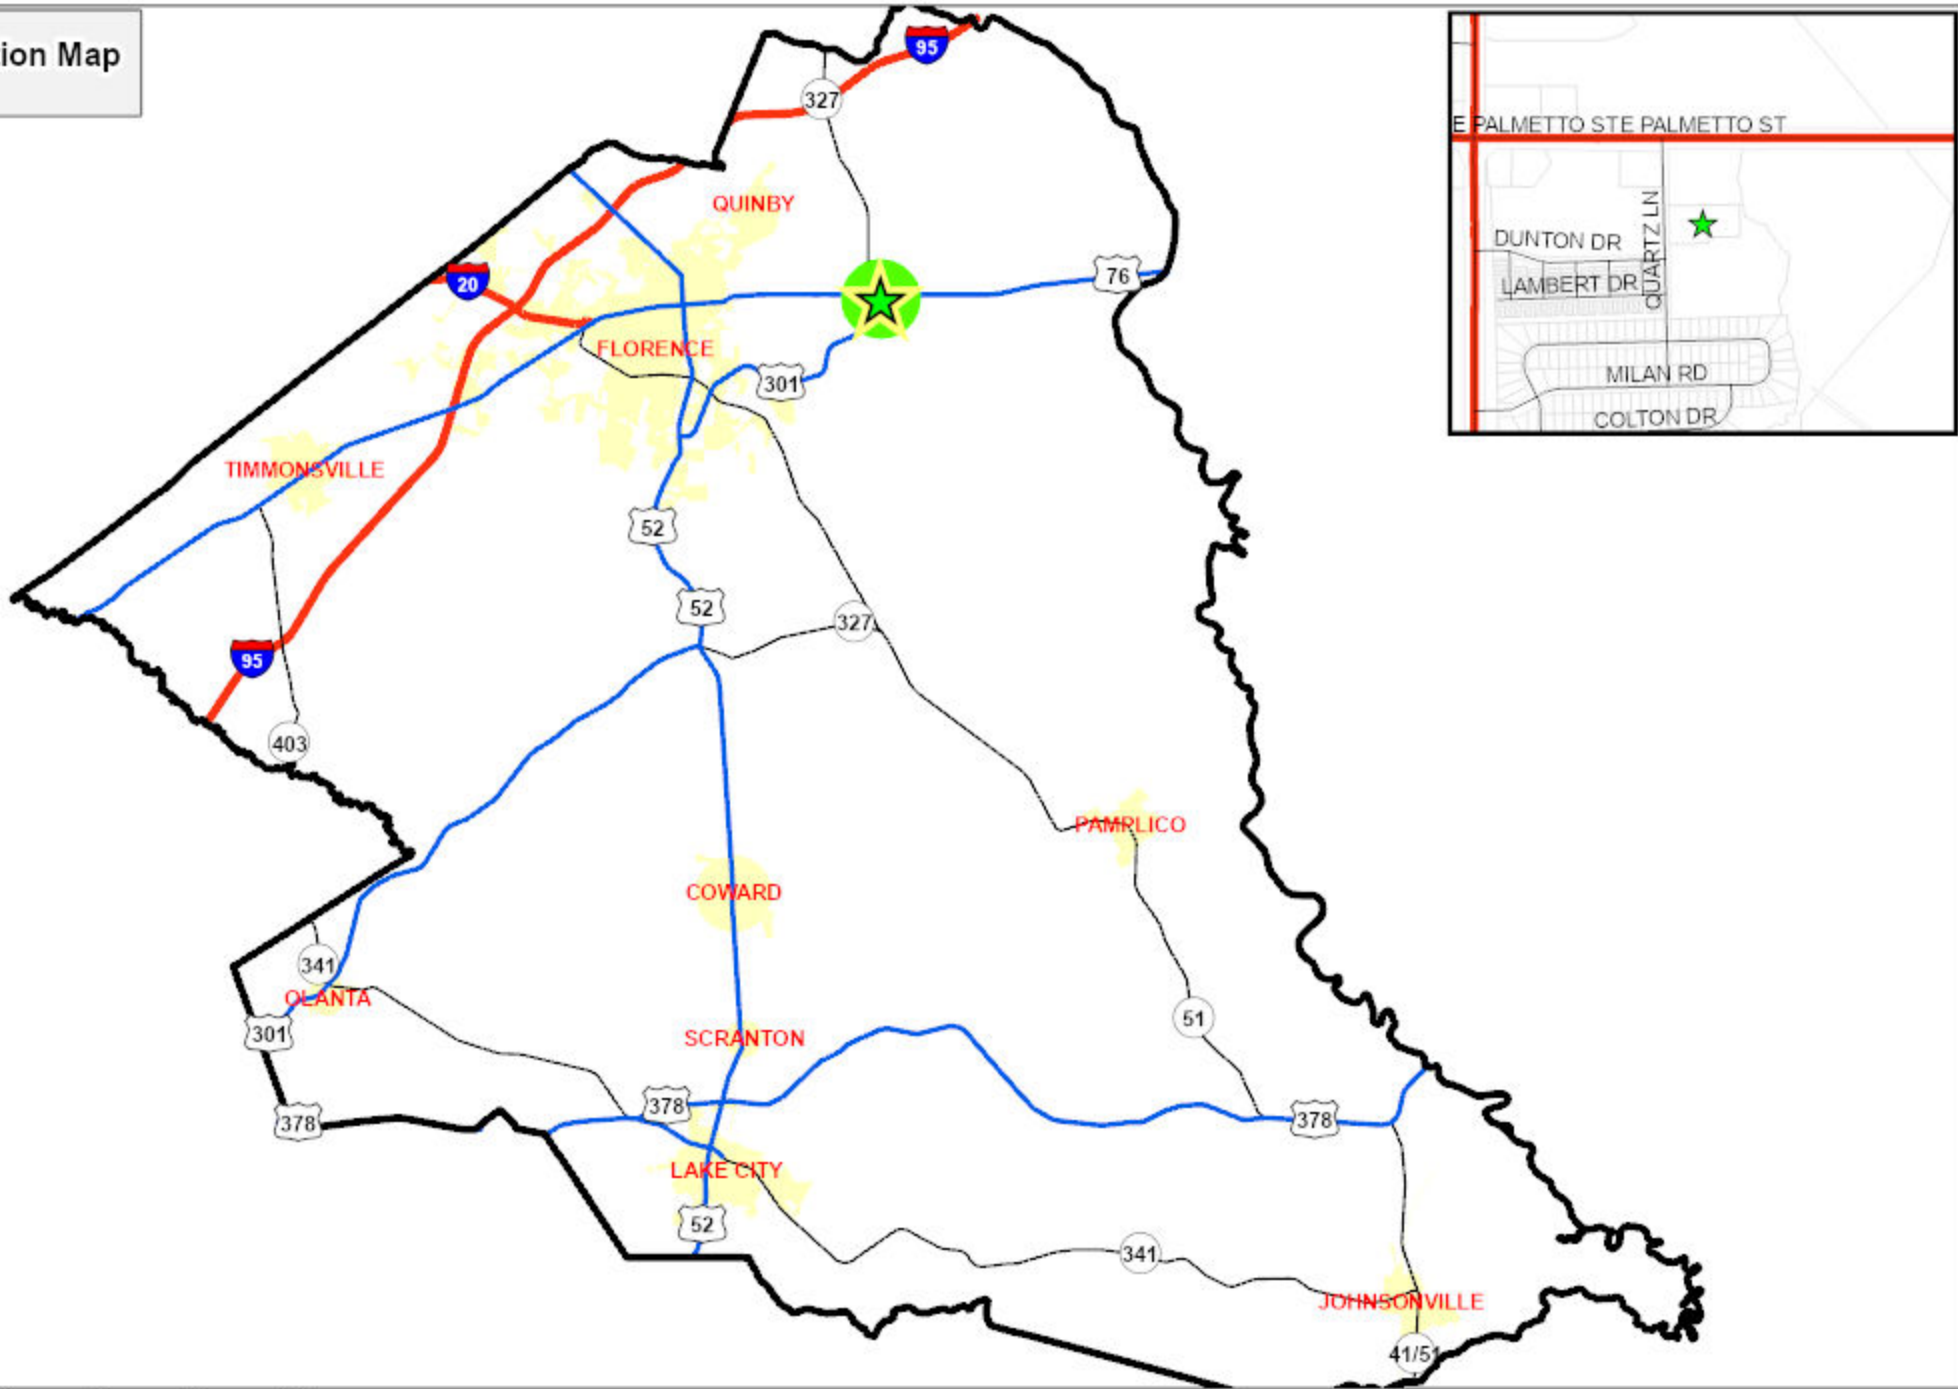 ion Map
95
327
QUINBY
20
76
FLORENCE
301
TIMMONSVILLE
52
52
327
95
403
PAMPLICO
COWARD
341
OLANTA
301
51
SCRANTON
378
378
378
LAKE CITY
52
341
JOHNSONVILLE
41/51
E PALMETTO STE PALMETTO ST
QUARTZ LN
DUNTON DR
LAMBERT DR
MILAN RD
COLTON DR